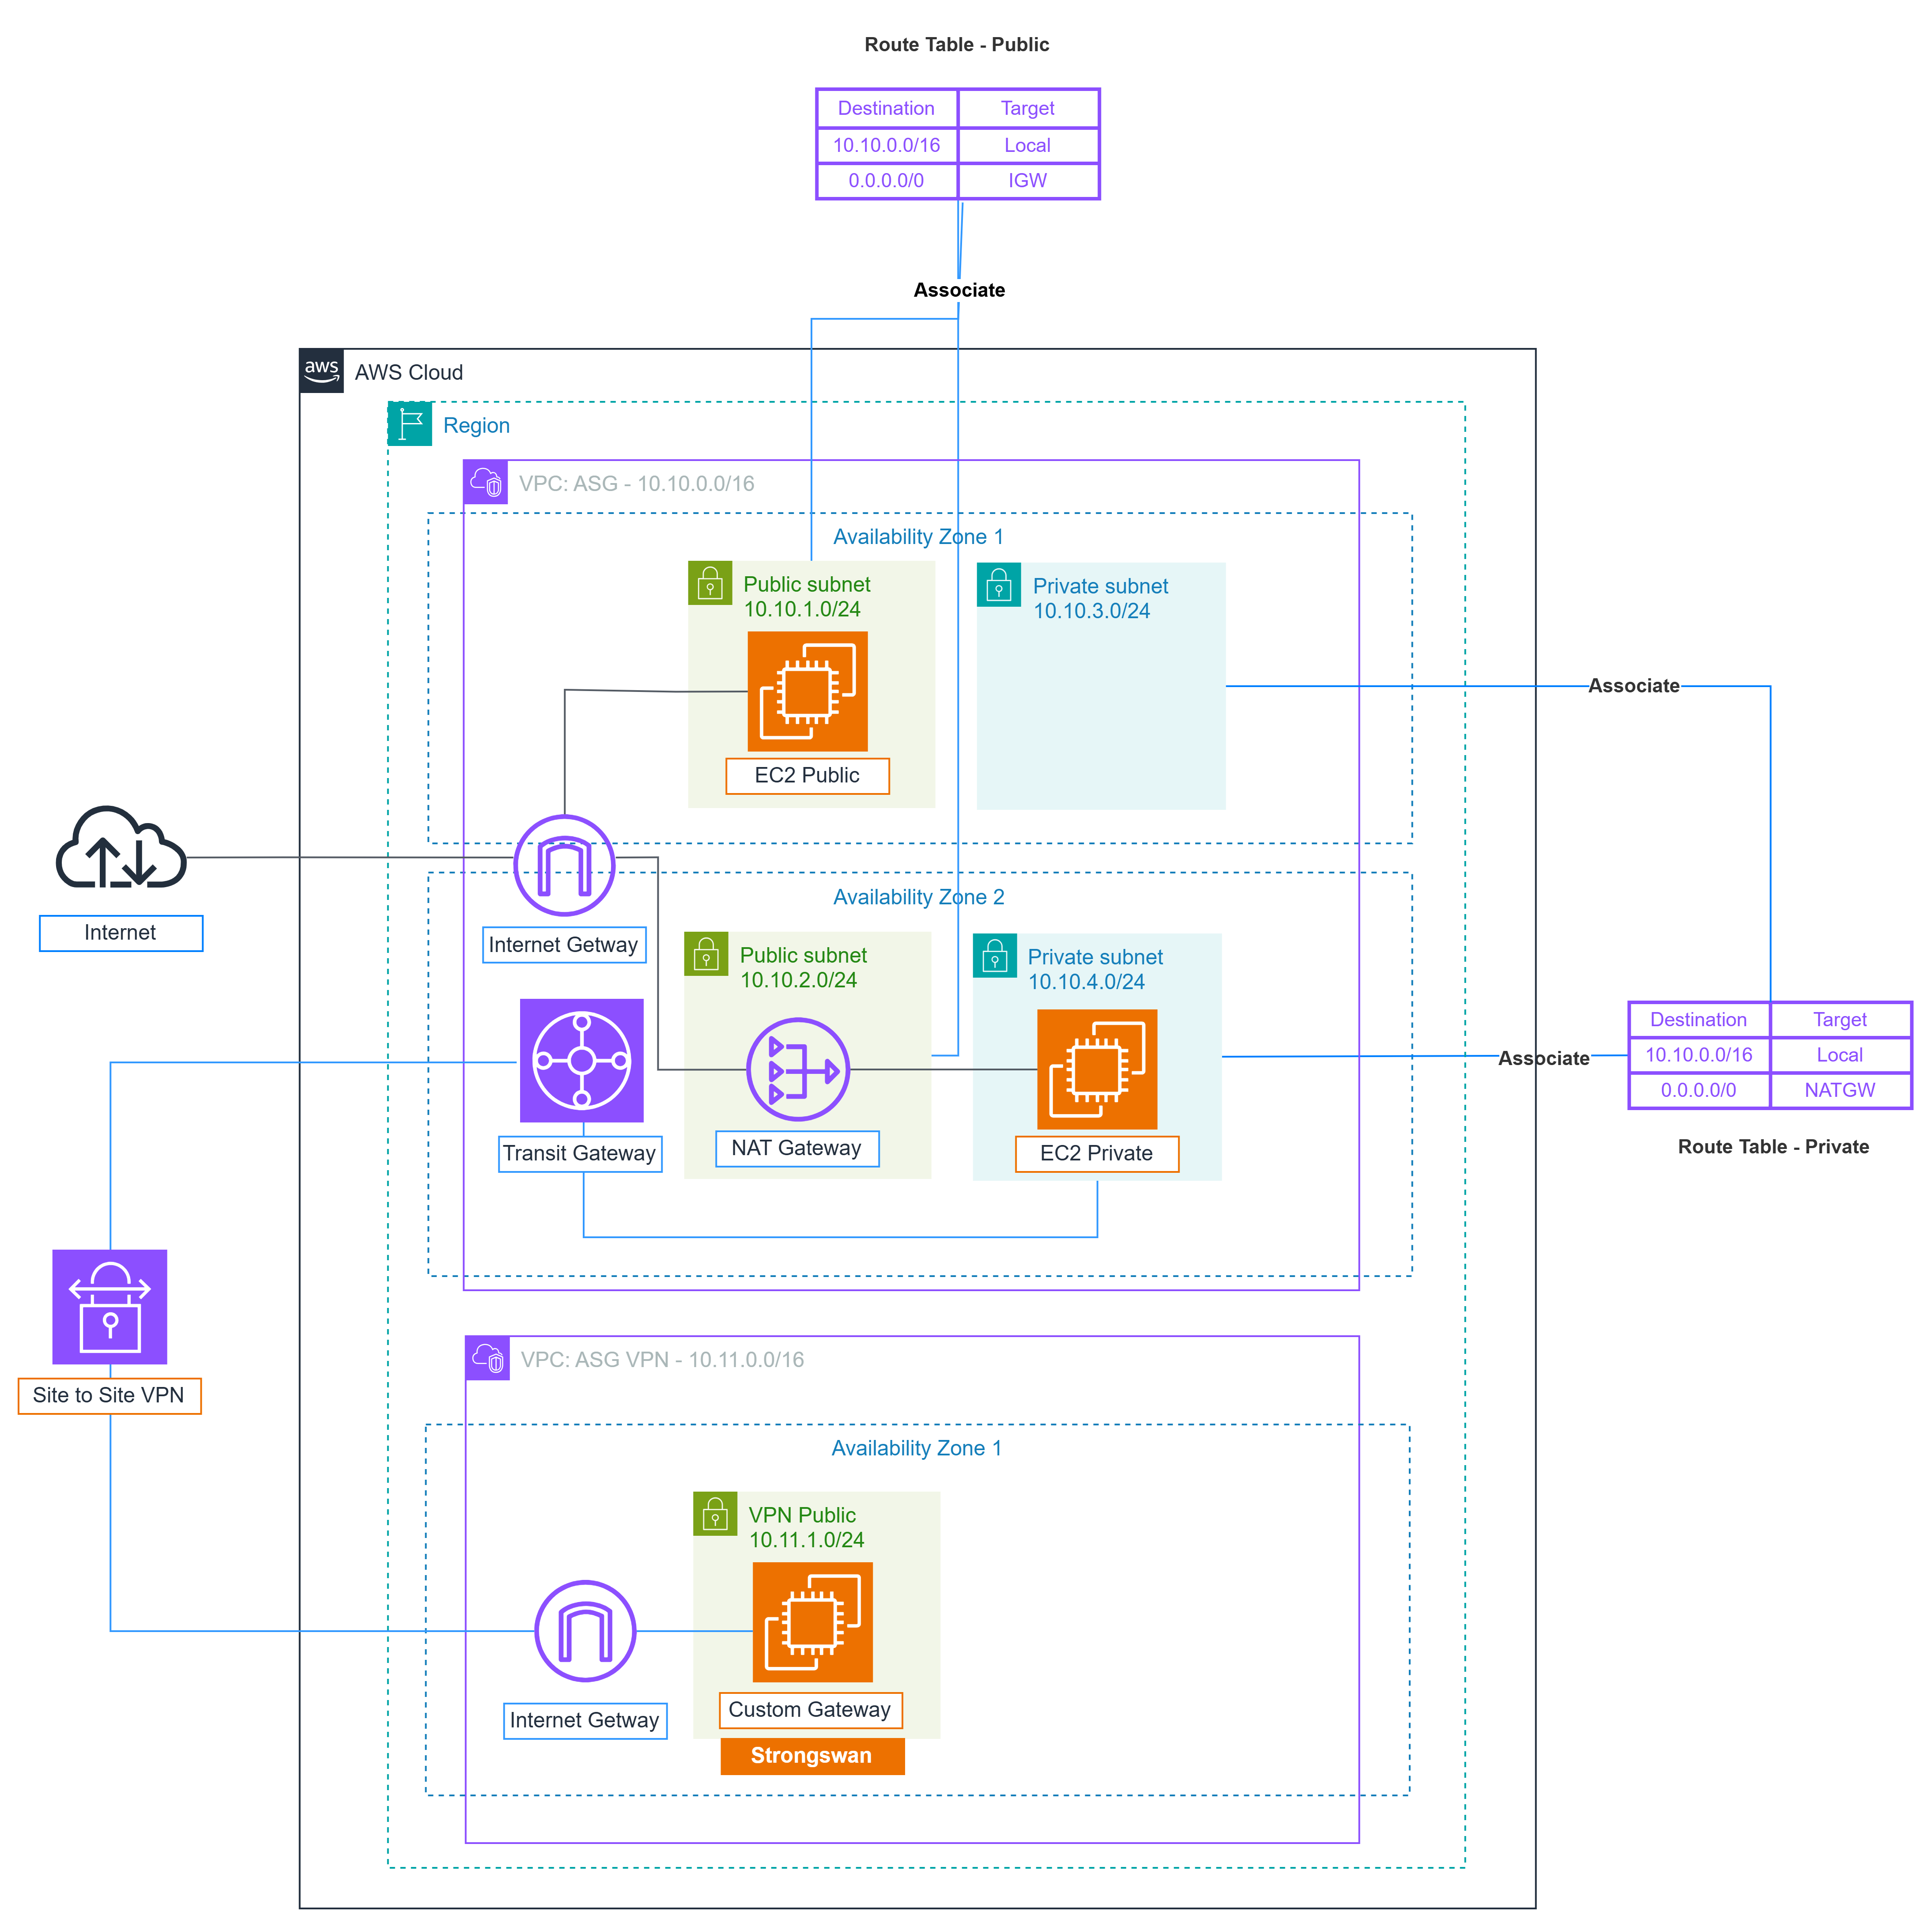 Route Table - Public
Destination Target
10.10.0.0/16 Local
0.0.0.0/0 IGW
Associate
aws
AWS Cloud
Region
VPC: ASG - 10.10.0.0/16
Availability Zone 1
Public subnet
10.10.1.0/24
Private subnet
10.10.3.0/24
Associate
EC2 Public
Internet
Availability Zone 2
Internet Getway
Public subnet
10.10.2.0/24
Private subnet
10.10.4.0/24
Destination Target
10.10.0.0/16 Local
0.0.0.0/0 NATGW
Associate
Route Table - Private
Transit Gateway
NAT Gateway
EC2 Private
Site to Site VPN
VPC: ASG VPN - 10.11.0.0/16
Availability Zone 1
VPN Public
10.11.1.0/24
Internet Getway
Custom Gateway
Strongswan